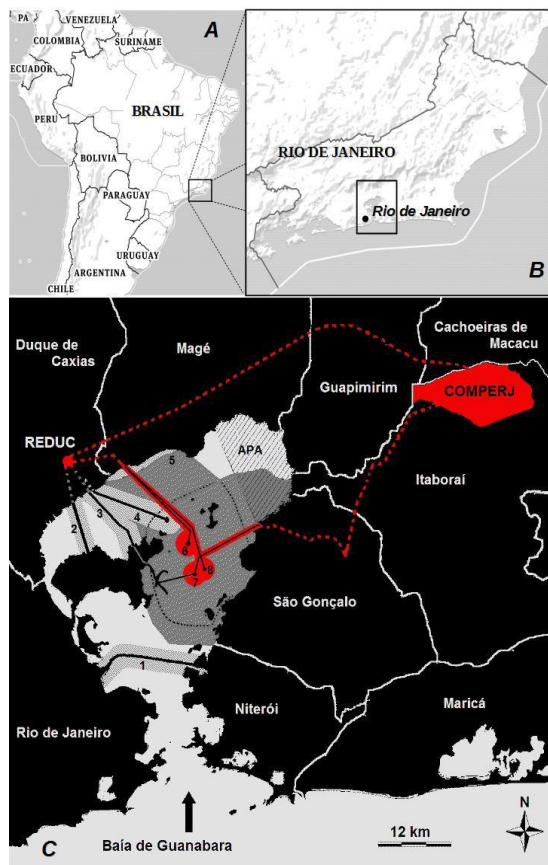 PA
VENEZUELA
A
COLOMBIA
SURINAME
ECUADOR
BRASIL
PERU
BOLIVIA
PARAGUAY
URUGUAY
ARGENTINA
CHILE
RIO DE JANEIRO
Rio de Janeiro
B
Duque de
Caxias
Magé
Cachoeiras de
Macacu
Guapimirim
COMPERJ
REDUC
APA
Itaboraí
5
4
3
2
6
8
7
São Gonçalo
1
Niterói
Maricá
Rio de Janeiro
N
12 km
C
Baía de Guanabara